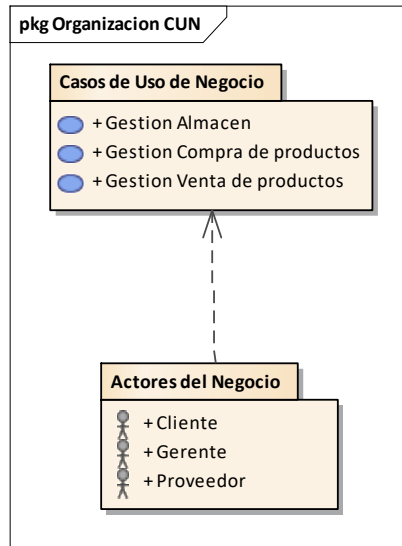 pkg Organizacion CUN
Casos de Uso de Negocio
+ Gestion Almacen
+ Gestion Compra de productos
+ Gestion Venta de productos
Actores del Negocio
+ Cliente
+ Gerente
+ Proveedor